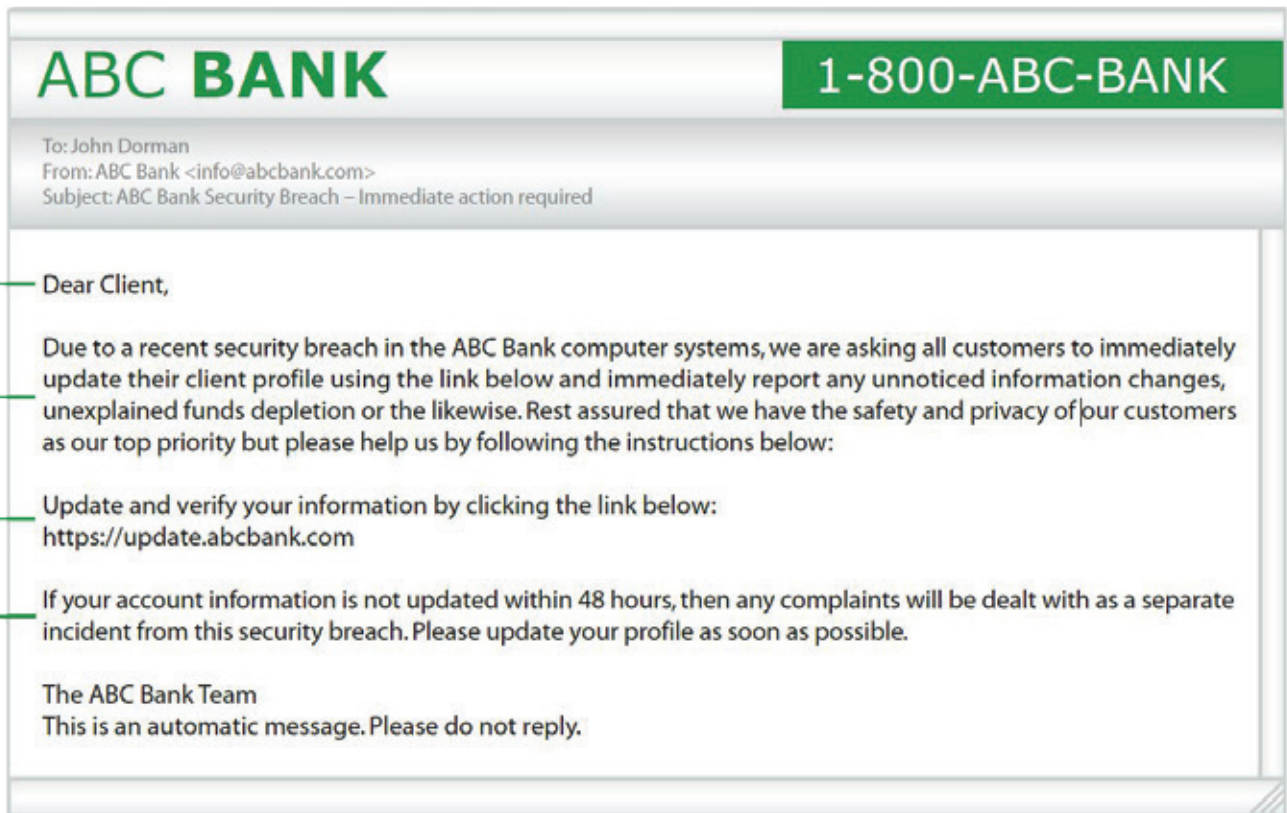 ABC BANK
1-800-ABC-BANK
To: John Dorman
From: ABC Bank <info@abcbank.com>
Subject: ABC Bank Security Breach – Immediate action required
Dear Client,
Due to a recent security breach in the ABC Bank computer systems, we are asking all customers to immediately
update their client profile using the link below and immediately report any unnoticed information changes,
unexplained funds depletion or the likewise. Rest assured that we have the safety and privacy of our customers
as our top priority but please help us by following the instructions below:
Update and verify your information by clicking the link below:
https://update.abcbank.com
If your account information is not updated within 48 hours, then any complaints will be dealt with as a separate
incident from this security breach. Please update your profile as soon as possible.
The ABC Bank Team
This is an automatic message. Please do not reply.